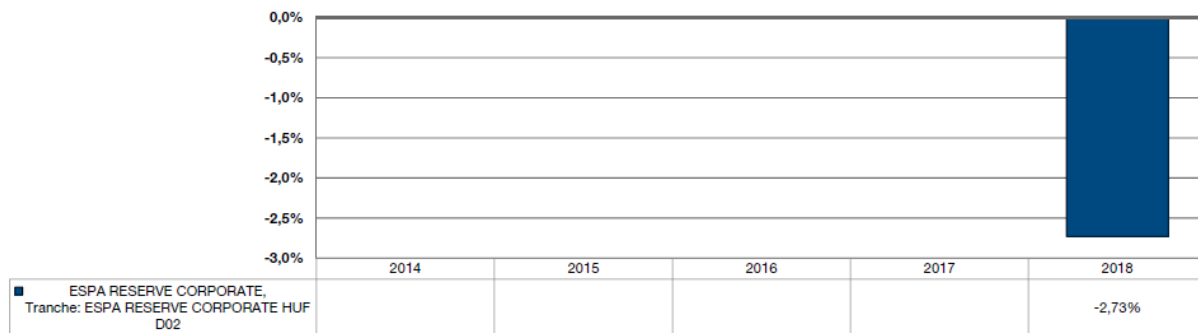 0,0%
-0,5%
-1,0%
-1,5%
-2,0%
-2,5%
-3,0%
2014 2015 2016 2017 2018
ESPA RESERVE CORPORATE,
Tranche: ESPA RESERVE CORPORATE HUF
D02
-2,73%